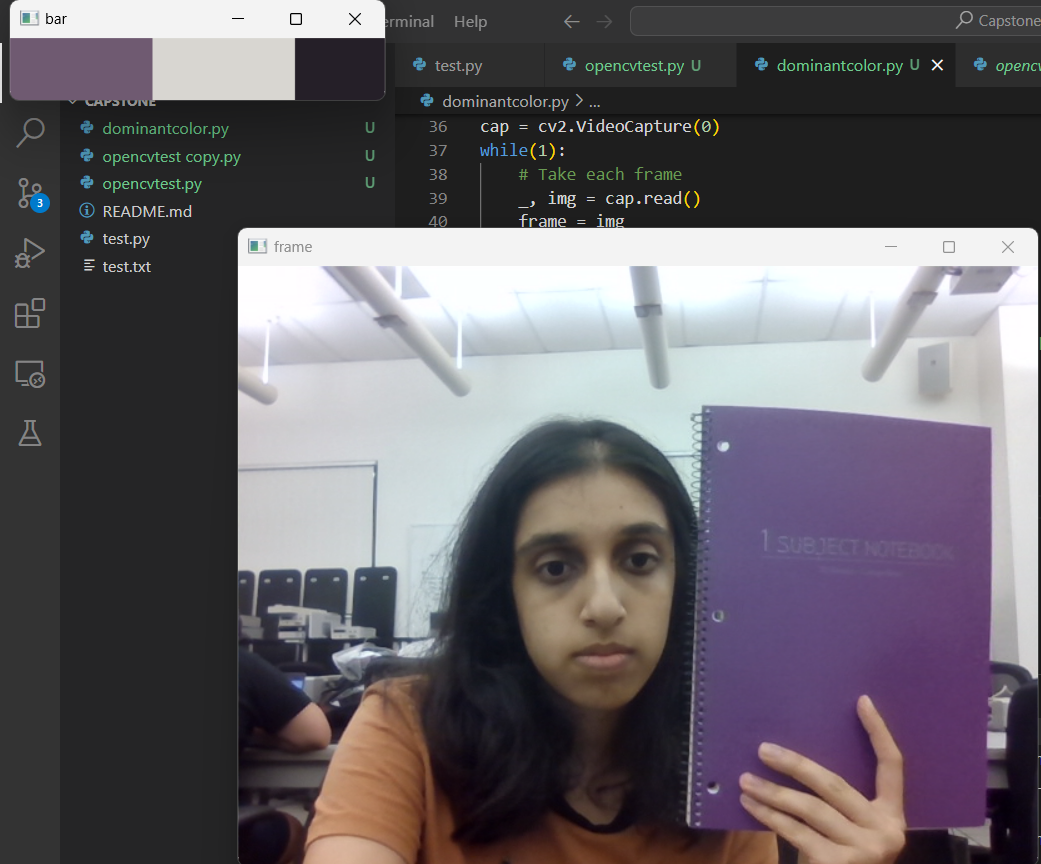 bar
erminal Help
Capstone
test.py
opencvtest.py U
dominantcolor.py U
openc
CAPSTONE
dominantcolor.py U
opencvtest copy.py U
opencvtest.py U
README.md
test.py
test.txt
3
dominantcolor.py > ...
36 cap = cv2.VideoCapture(0)
37 while(1):
38 # Take each frame
39 _, img = cap.read()
40 frame = img
frame
1 SUBJECT NOTEBOOK